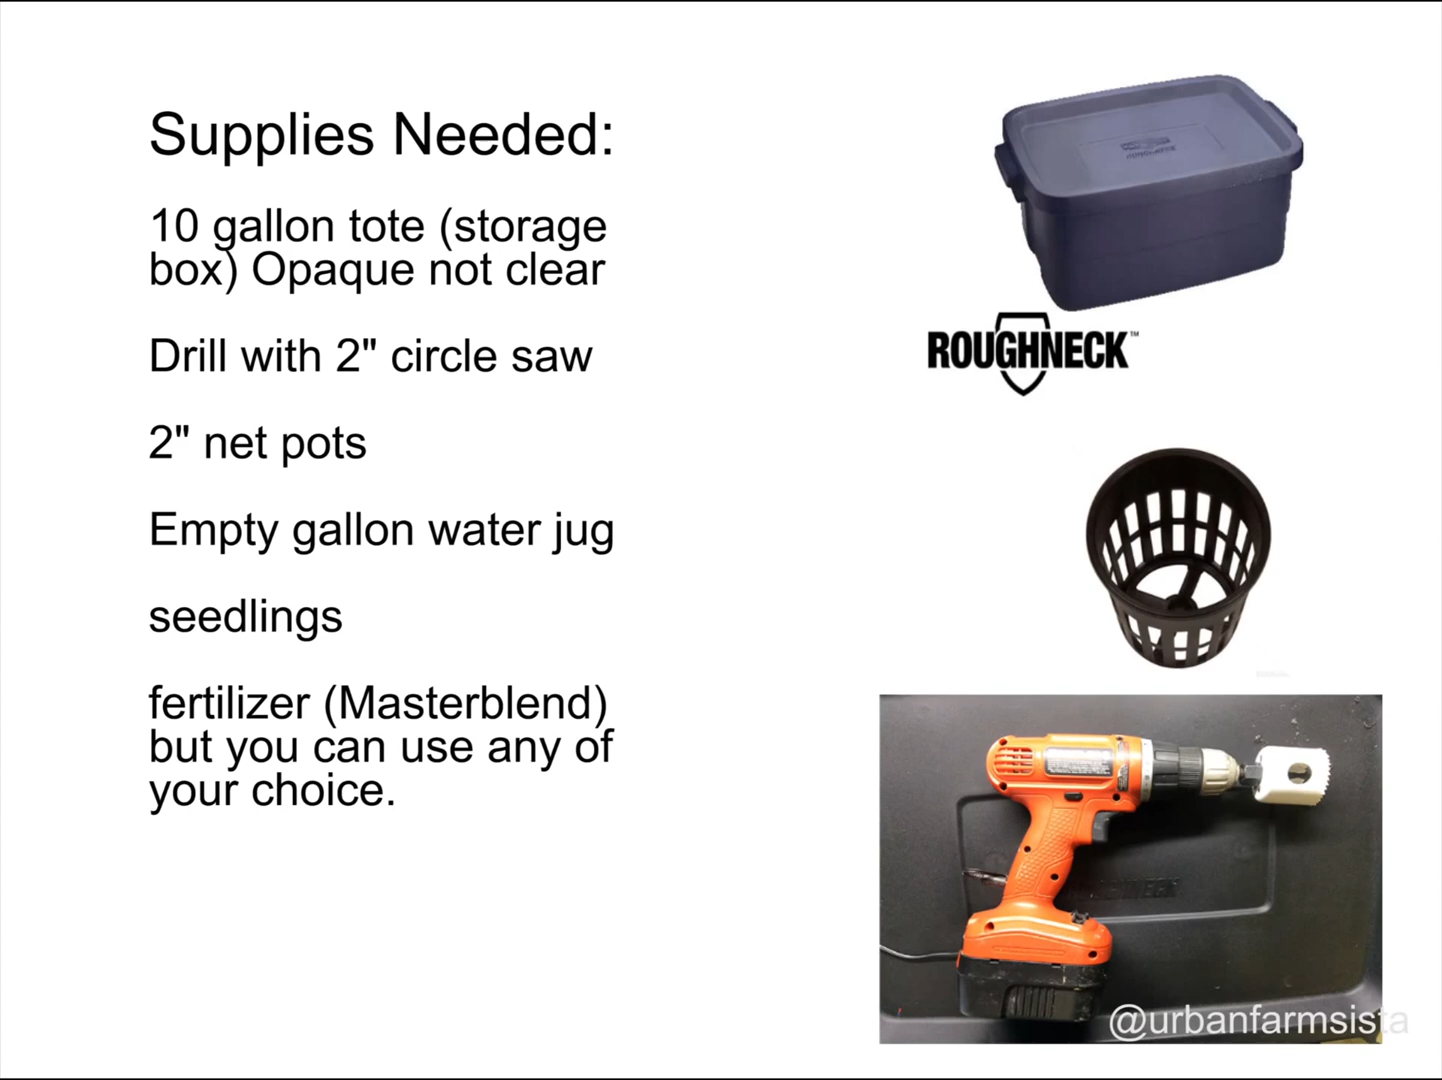 Supplies Needed:
10 gallon tote (storage
box) Opaque not clear
Drill with 2" circle saw
2" net pots
Empty gallon water jug
seedlings
fertilizer (Masterblend)
but you can use any of
your choice.
ROUGHNECK™
@urbanfarmsista